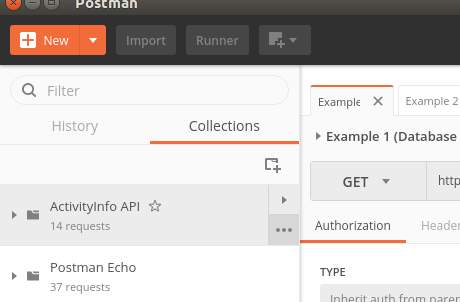 Postman
New
Import
Runner
Filter
History
Collections
ActivityInfo API
14 requests
Postman Echo
37 requests
Example
Example 2
Example 1 (Database
GET
http
Authorization
Header
TYPE
Inherit auth from paren